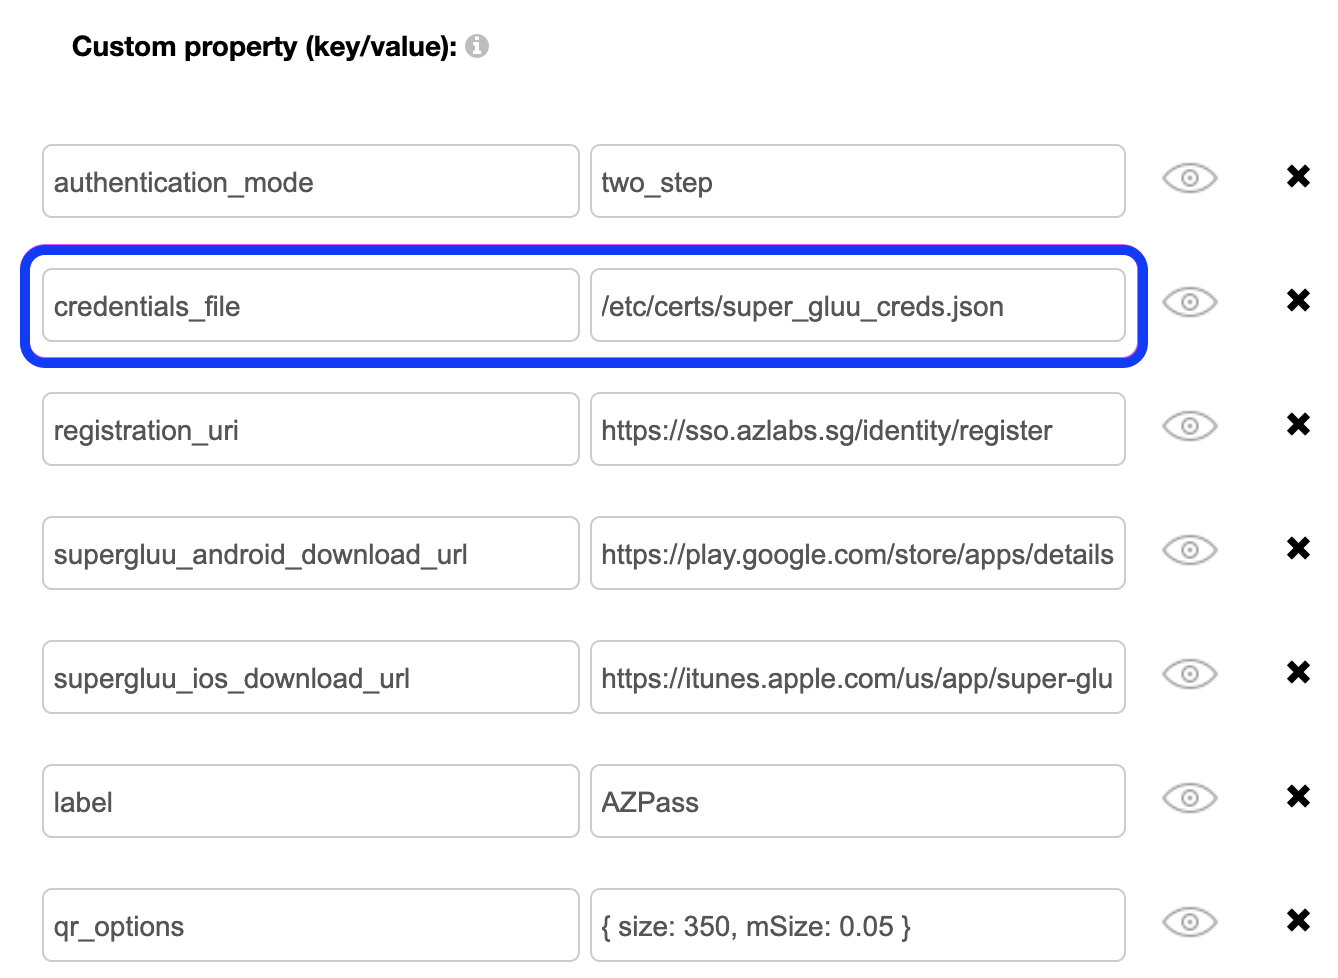 Custom property (key/value):
authentication_mode two_step
credentials_file /etc/certs/super_gluu_creds.json
registration_uri https://sso.azlabs.sg/identity/register
supergluu_android_download_url https://play.google.com/store/apps/details
supergluu_ios_download_url https://itunes.apple.com/us/app/super-glu
label AZPass
qr_options { size: 350, mSize: 0.05 }